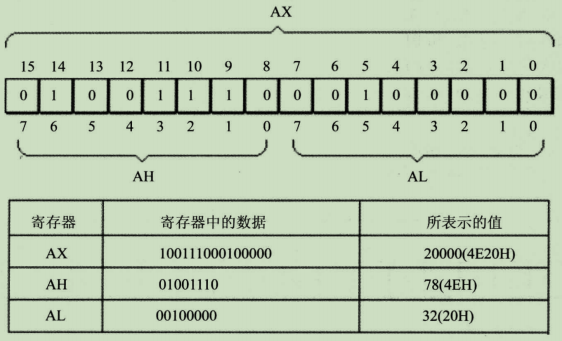 AX
15 14 13 12 11 10 9 8 7 6 5 4 3 2 1 0
0 1 0 0 1 1 1 0 0 0 1 0 0 0 0 0
7 6 5 4 3 2 1 0 7 6 5 4 3 2 1 0
AH AL
寄存器 寄存器中的数据 所表示的值
AX 100111000100000 20000(4E20H)
AH 01001110 78(4EH)
AL 00100000 32(20H)